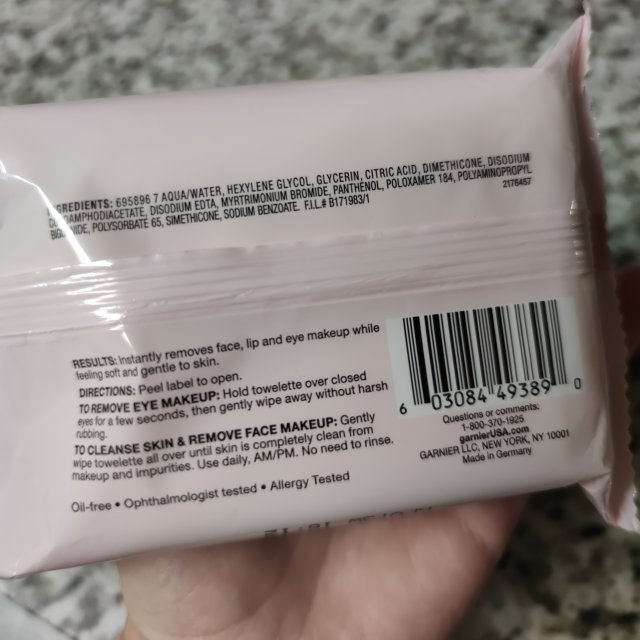 INGREDIENTS: 695896 7 AQUA/WATER, HEXYLENE GLYCOL, GLYCERIN, CITRIC ACID, DIMETHICONE, DISODIUM
COCOAMPHODIACETATE, DISODIUM EDTA, MYRTRIMONIUM BROMIDE, PANTHENOL, POLOXAMER 184, POLYAMINOPROPYL
BIGUANIDE, POLYSORBATE 65, SIMETHICONE, SODIUM BENZOATE. F.I.L.# B171983/1
2176457
RESULTS: Instantly removes face, lip and eye makeup while
feeling soft and gentle to skin.
DIRECTIONS: Peel label to open.
TO REMOVE EYE MAKEUP: Hold towelette over closed
eyes for a few seconds, then gently wipe away without harsh
rubbing.
TO CLEANSE SKIN & REMOVE FACE MAKEUP: Gently
wipe towelette all over until skin is completely clean from
makeup and impurities. Use daily, AM/PM. No need to rinse.
Oil-free • Ophthalmologist tested • Allergy Tested
6 03084 49389 0
Questions or comments:
1-800-370-1925
garnierUSA.com
GARNIER LLC, NEW YORK, NY 10001
Made in Germany